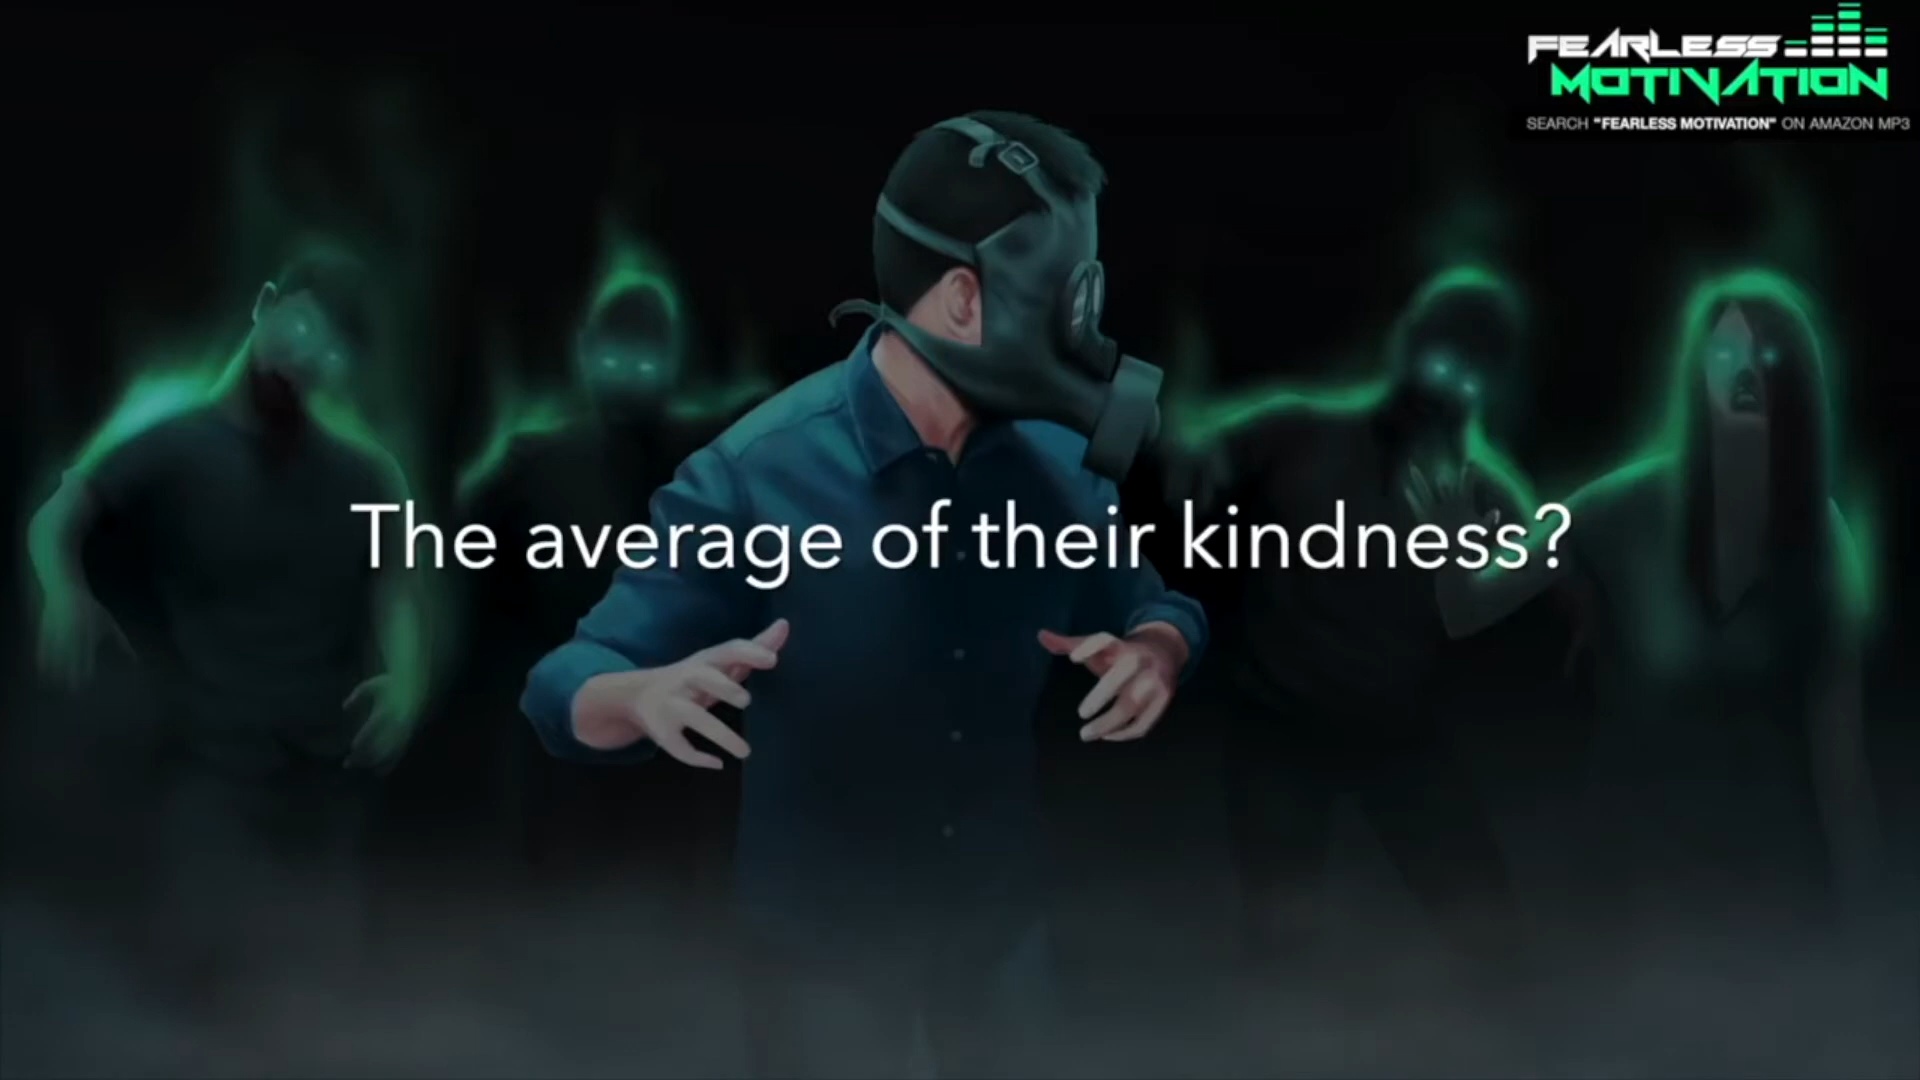 FEARLESS
MOTIVATION
SEARCH "FEARLESS MOTIVATION" ON AMAZON MP3
The average of their kindness?